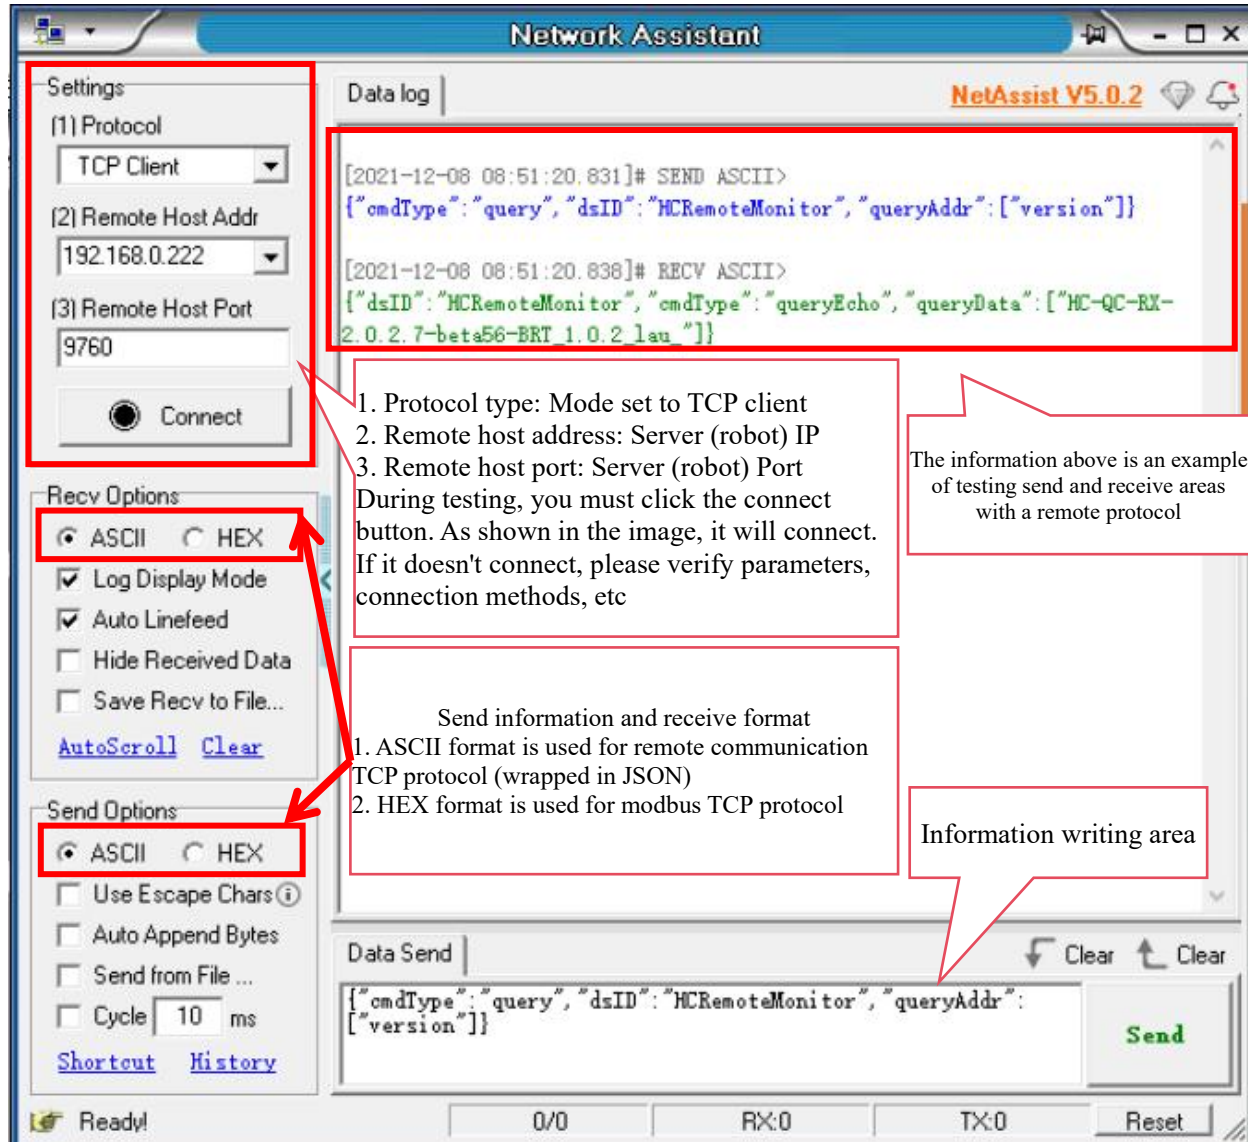 Network Assistant
Settings
(1) Protocol
TCP Client
(2) Remote Host Addr
192.168.0.222
(3) Remote Host Port
9760
Connect
Recv Options
ASCII HEX
Log Display Mode
Auto Linefeed
Hide Received Data
Save Recv to File...
AutoScroll Clear
Send Options
ASCII HEX
Use Escape Chars
Auto Append Bytes
Send from File ...
Cycle 10 ms
Shortcut History
Data log
NetAssist V5.0.2
[2021-12-08 08:51:20.831]# SEND ASCII>
{"cmdType":"query","dsID":"HCRemoteMonitor","queryAddr":["version"]}
[2021-12-08 08:51:20.838]# RECV ASCII>
{"dsID":"HCRemoteMonitor","cmdType":"queryEcho","queryData":["HC-QC-RX-
2.0.2.7-beta56-BRT_1.0.2_lau_"]}
1. Protocol type: Mode set to TCP client
2. Remote host address: Server (robot) IP
3. Remote host port: Server (robot) Port
During testing, you must click the connect
button. As shown in the image, it will connect.
If it doesn't connect, please verify parameters,
connection methods, etc
The information above is an example
of testing send and receive areas
with a remote protocol
Send information and receive format
1. ASCII format is used for remote communication
TCP protocol (wrapped in JSON)
2. HEX format is used for modbus TCP protocol
Information writing area
Data Send
Clear Clear
{"cmdType":"query","dsID":"HCRemoteMonitor","queryAddr":
["version"]}
Send
Ready! 0/0 RX:0 TX:0 Reset